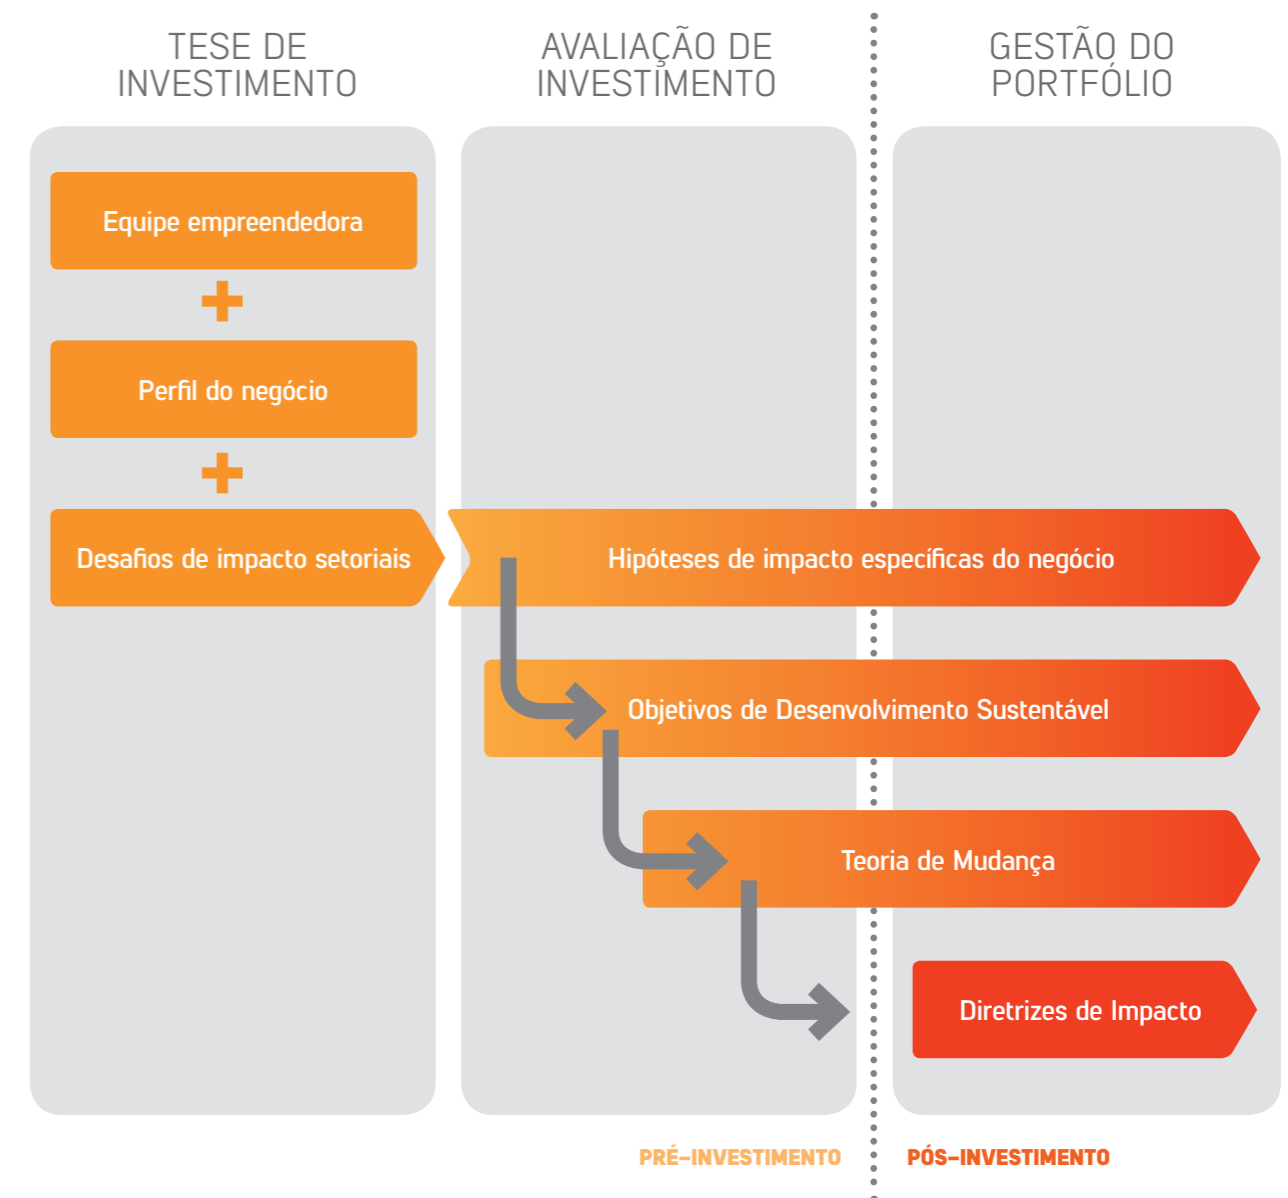 TESE DE
INVESTIMENTO
AVALIAÇÃO DE
INVESTIMENTO
GESTÃO DO
PORTFÓLIO
Equipe empreendedora
+
Perfil do negócio
+
Desafios de impacto setoriais
Hipóteses de impacto específicas do negócio
Objetivos de Desenvolvimento Sustentável
Teoria de Mudança
Diretrizes de Impacto
PRÉ-INVESTIMENTO
PÓS-INVESTIMENTO